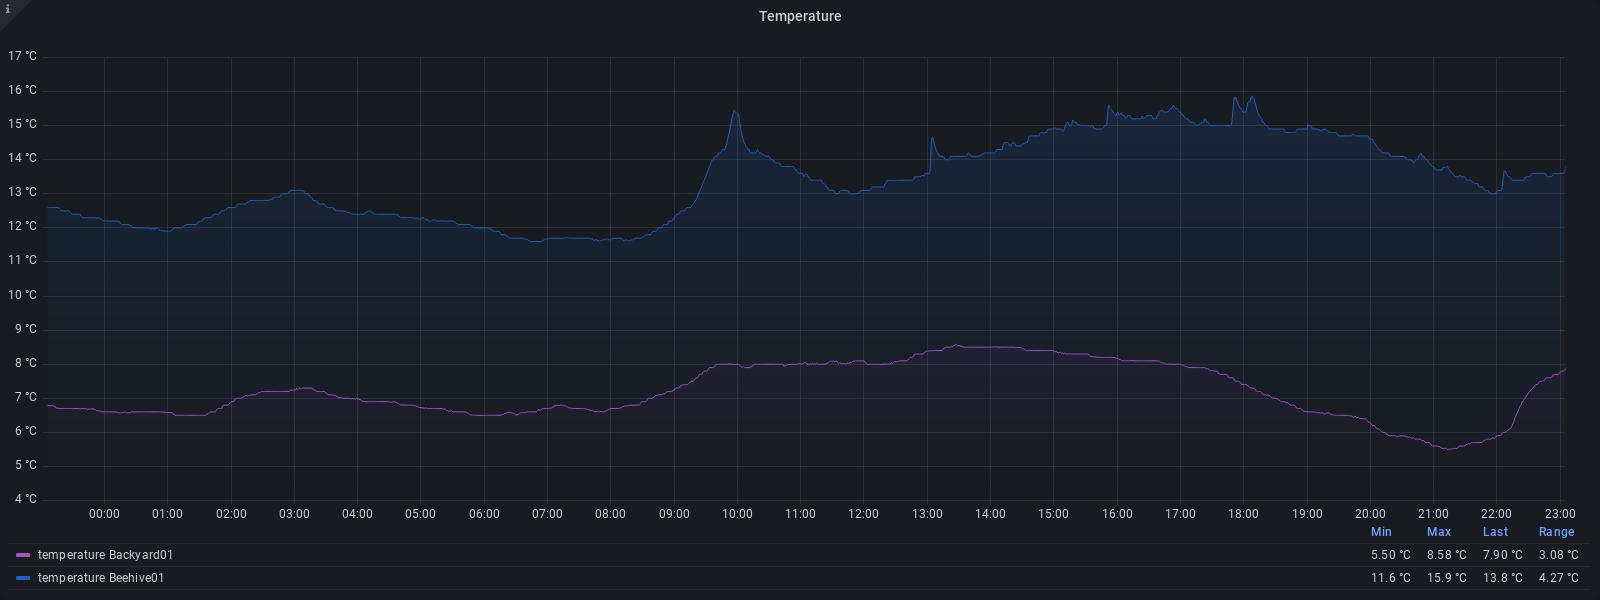 i
Temperature
17 °C
16 °C
15 °C
14 °C
13 °C
12 °C
11 °C
10 °C
9 °C
8 °C
7 °C
6 °C
5 °C
4 °C
00:00 01:00 02:00 03:00 04:00 05:00 06:00 07:00 08:00 09:00 10:00 11:00 12:00 13:00 14:00 15:00 16:00 17:00 18:00 19:00 20:00 21:00 22:00 23:00
Min Max Last Range
temperature Backyard01 5.50 °C 8.58 °C 7.90 °C 3.08 °C
temperature Beehive01 11.6 °C 15.9 °C 13.8 °C 4.27 °C